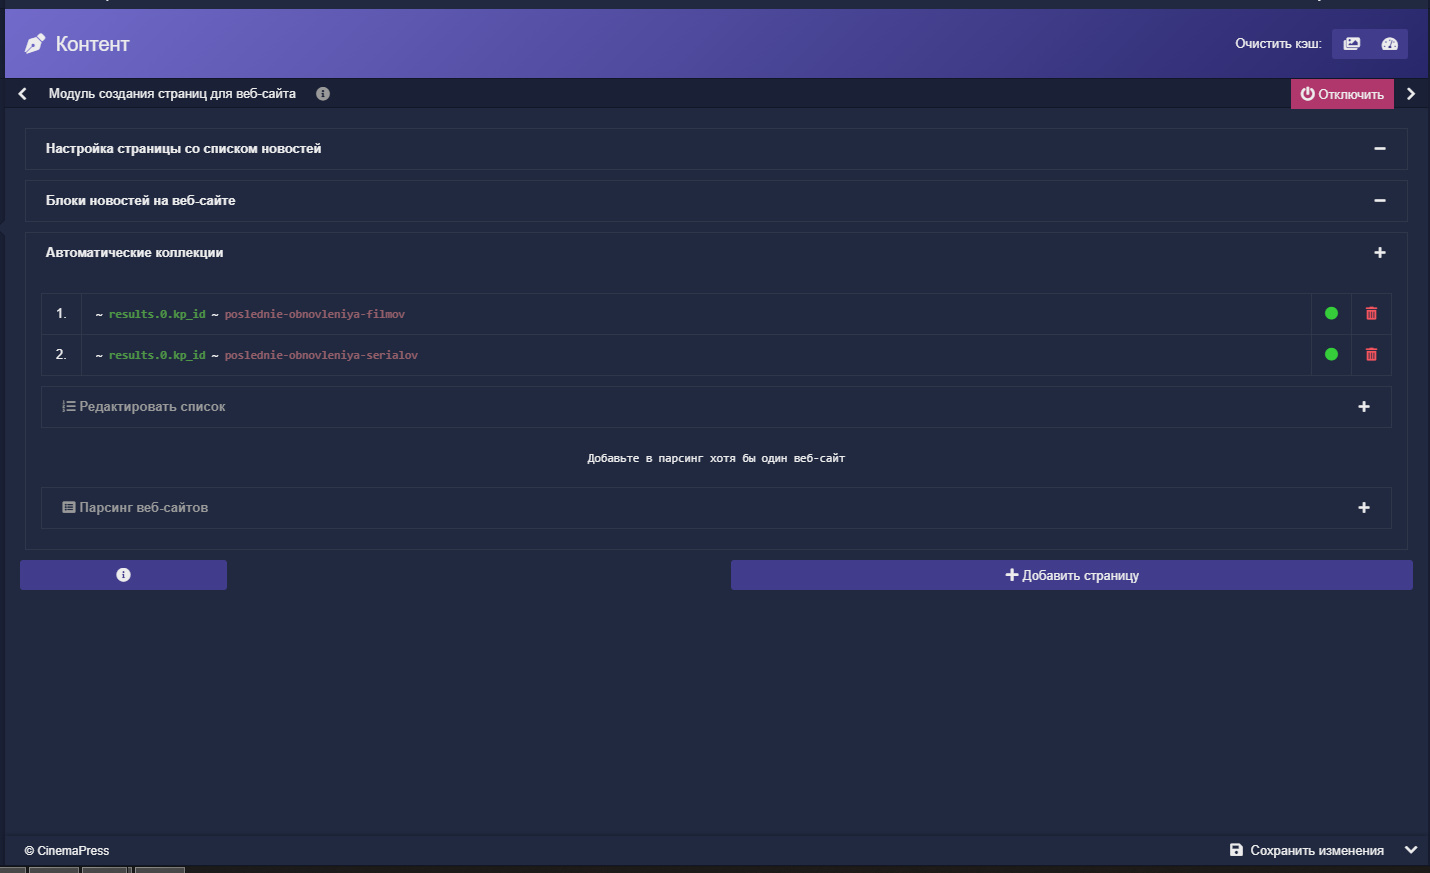 Контент
Очистить кэш:
Модуль создания страниц для веб-сайта
Отключить
Настройка страницы со списком новостей
Блоки новостей на веб-сайте
Автоматические коллекции
1. ~ results.0.kp_id ~ poslednie-obnovleniya-filmov
2. ~ results.0.kp_id ~ poslednie-obnovleniya-serialov
Редактировать список
Добавьте в парсинг хотя бы один веб-сайт
Парсинг веб-сайтов
Добавить страницу
© CinemaPress
Сохранить изменения